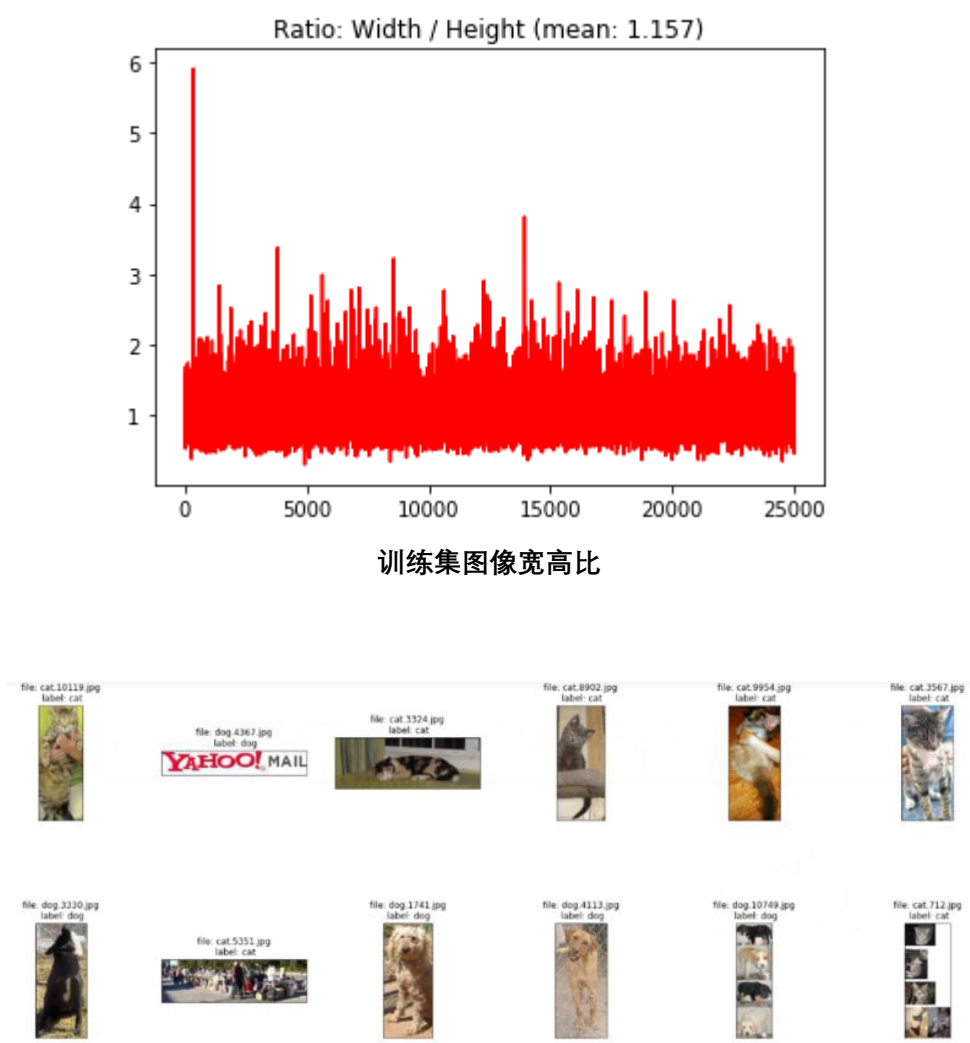 Ratio: Width / Height (mean: 1.157)
6
5
4
3
2
1
0 5000 10000 15000 20000 25000
训练集图像宽高比
file: cat.10119.jpg
label: cat
file: dog.4367.jpg
label: dog
YAHOO! MAIL
file: cat.3324.jpg
label: cat
file: cat.8902.jpg
label: cat
file: cat.9954.jpg
label: cat
file: cat.3567.jpg
label: cat
file: dog.3330.jpg
label: dog
file: cat.5351.jpg
label: cat
file: dog.1741.jpg
label: dog
file: dog.4113.jpg
label: dog
file: dog.10749.jpg
label: dog
file: cat.712.jpg
label: cat